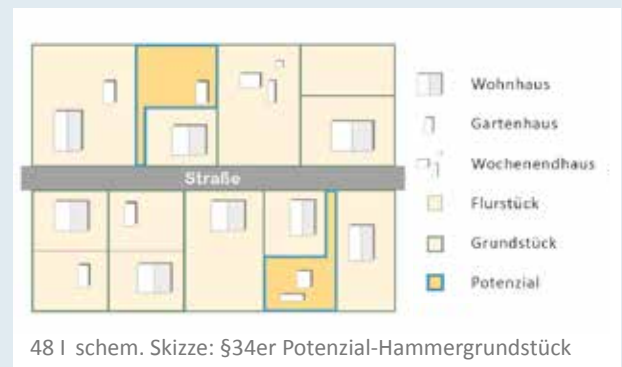 Straße
Wohnhaus
Gartenhaus
Wochenendhaus
Flurstück
Grundstück
Potenzial
48 I schem. Skizze: §34er Potenzial-Hammergrundstück